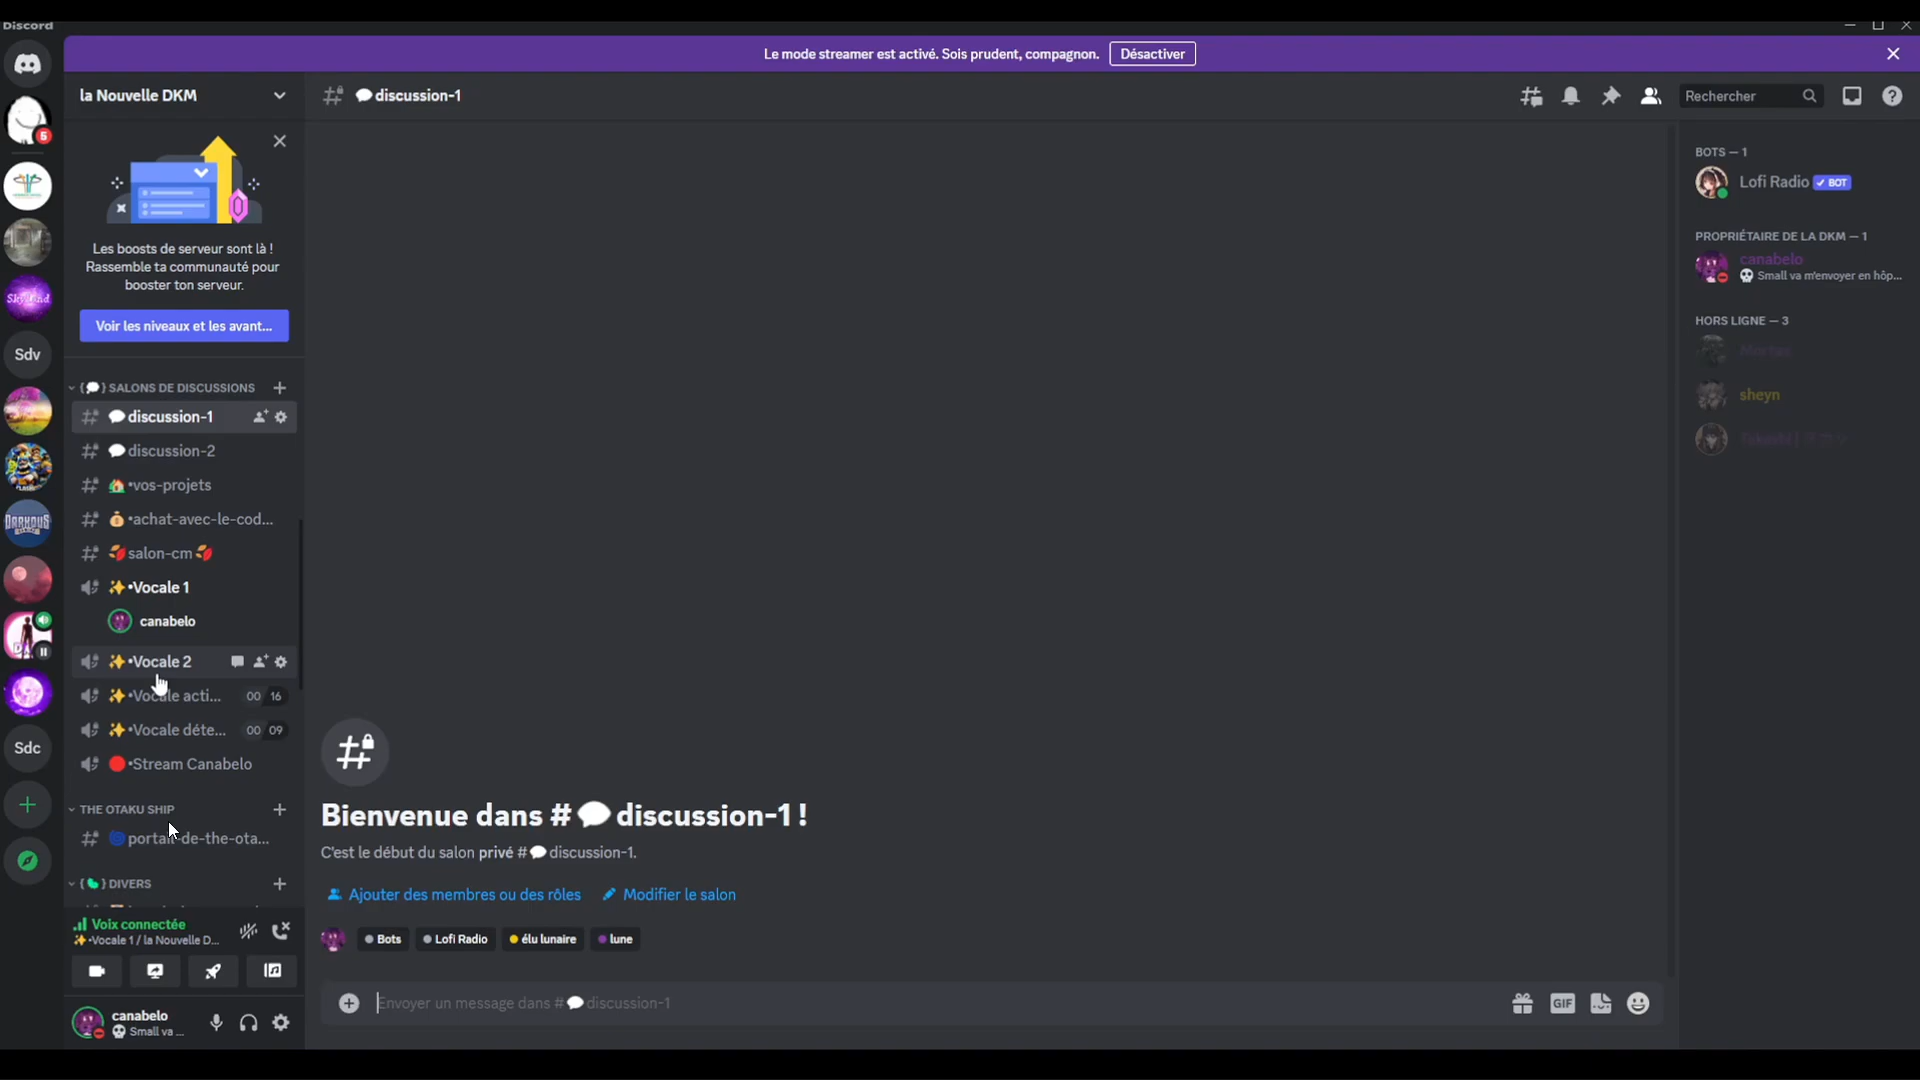 Discord
Le mode streamer est activé. Sois prudent, compagnon.
Désactiver
la Nouvelle DKM
💬discussion-1
Rechercher
6
Les boosts de serveur sont là !
Rassemble ta communauté pour
booster ton serveur.
Voir les niveaux et les avant...
Skyland
Sdv
DARKOUS
Sdc
{💬} SALONS DE DISCUSSIONS
💬discussion-1
💬discussion-2
🏠•vos-projets
💰•achat-avec-le-cod...
🍂salon-cm🍂
✨•Vocale 1
canabelo
✨•Vocale 2
✨•Vocale acti... 00 16
✨•Vocale déte... 00 09
🔴•Stream Canabelo
THE OTAKU SHIP
🌀portail-de-the-ota...
DIVERS
Voix connectée
✨•Vocale 1 / la Nouvelle D...
canabelo
💀 Small va ...
Bienvenue dans #💬discussion-1 !
C'est le début du salon privé #💬discussion-1.
Ajouter des membres ou des rôles
Modifier le salon
Bots
Lofi Radio
élu lunaire
lune
Envoyer un message dans #💬discussion-1
GIF
BOTS — 1
Lofi Radio ✓ BOT
PROPRIÉTAIRE DE LA DKM — 1
canabelo
💀 Small va m'envoyer en hôp...
HORS LIGNE — 3
sheyn